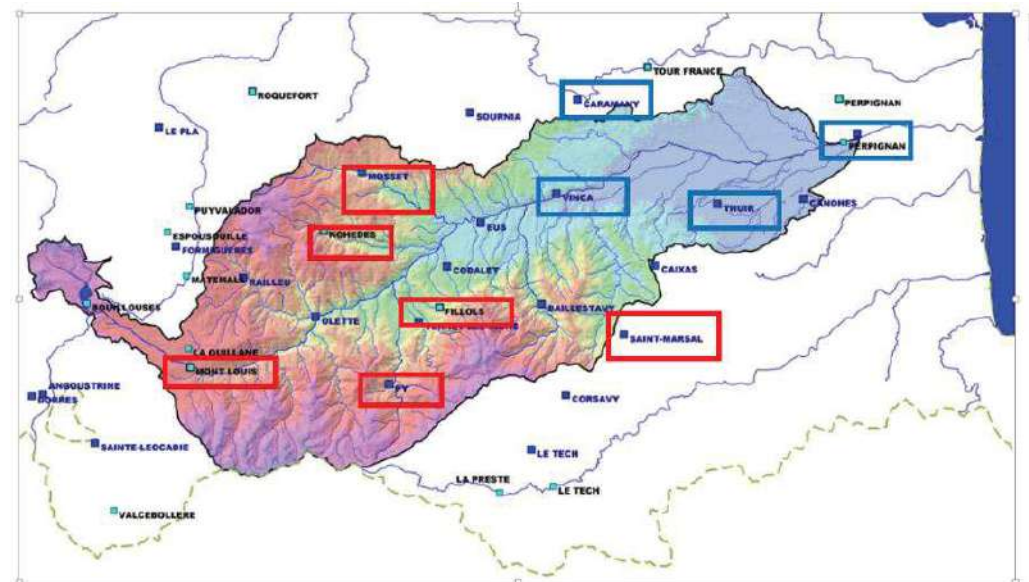 TOUR FRANCE
ROQUEFORT
CARAMANY
PERPIGNAN
SOURNIA
LE PLA
PERPIGNAN
MOSSET
VINCA
THUIR
CANOHES
PUYVALADOR
EUS
NOHEDES
ESPOUSOUILLE
FORMIGUERES
CODALET
CAIXAS
MATEMALE
RAILLEU
BOUILLOUSES
FILLOLS
BAILLESTAVY
OLETTE
SAINT-MARSAL
LA QUILLANE
MONT-LOUIS
PY
ANGOUSTRINE
DORRES
CORSAVY
SAINTE-LEOCADIE
LE TECH
LA PRESTE
LE TECH
VALCEBOLLERE